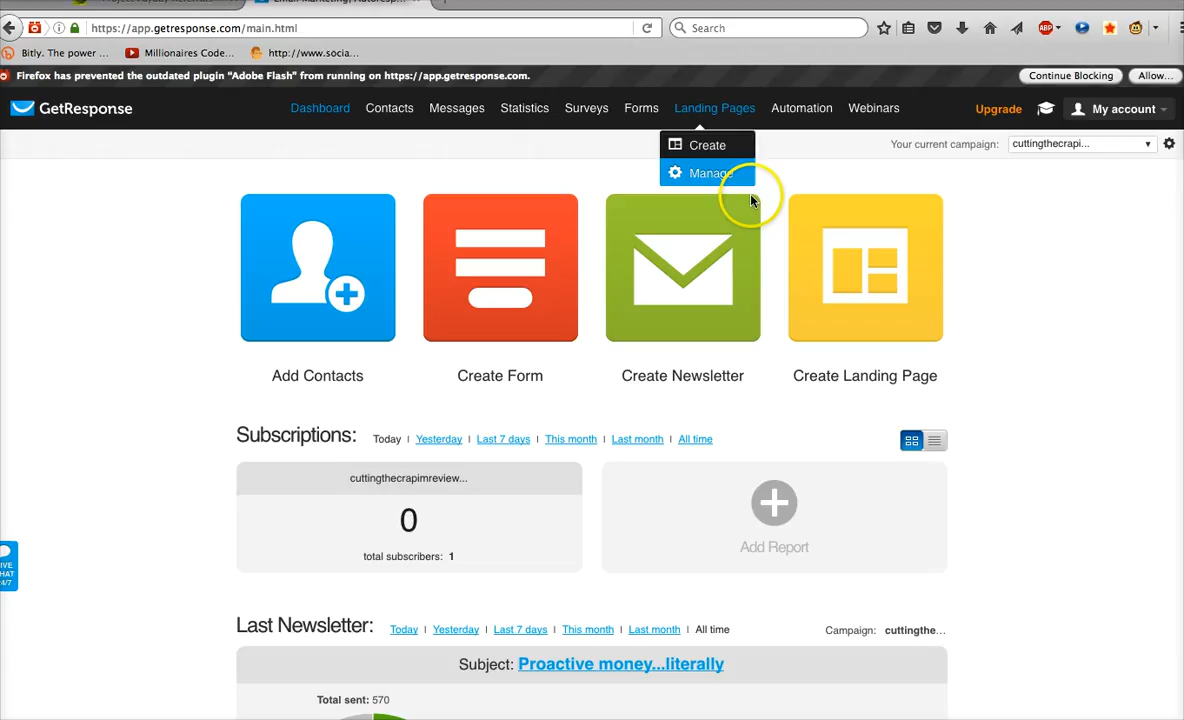 https://app.getresponse.com/main.html
Search
Bitly. The power ...
Millionaires Code...
http://www.socia...
Firefox has prevented the outdated plugin “Adobe Flash” from running on https://app.getresponse.com.
Continue Blocking
Allow...
GetResponse
Dashboard
Contacts
Messages
Statistics
Surveys
Forms
Landing Pages
Automation
Webinars
Upgrade
My account
Create
Manage
Your current campaign:
cuttingthecrapi...
Add Contacts
Create Form
Create Newsletter
Create Landing Page
Subscriptions: Today | Yesterday | Last 7 days | This month | Last month | All time
cuttingthecrapimreview...
0
total subscribers: 1
Add Report
IVE
HAT
4/7
Last Newsletter: Today | Yesterday | Last 7 days | This month | Last month | All time
Campaign: cuttingthe...
Subject: Proactive money...literally
Total sent: 570